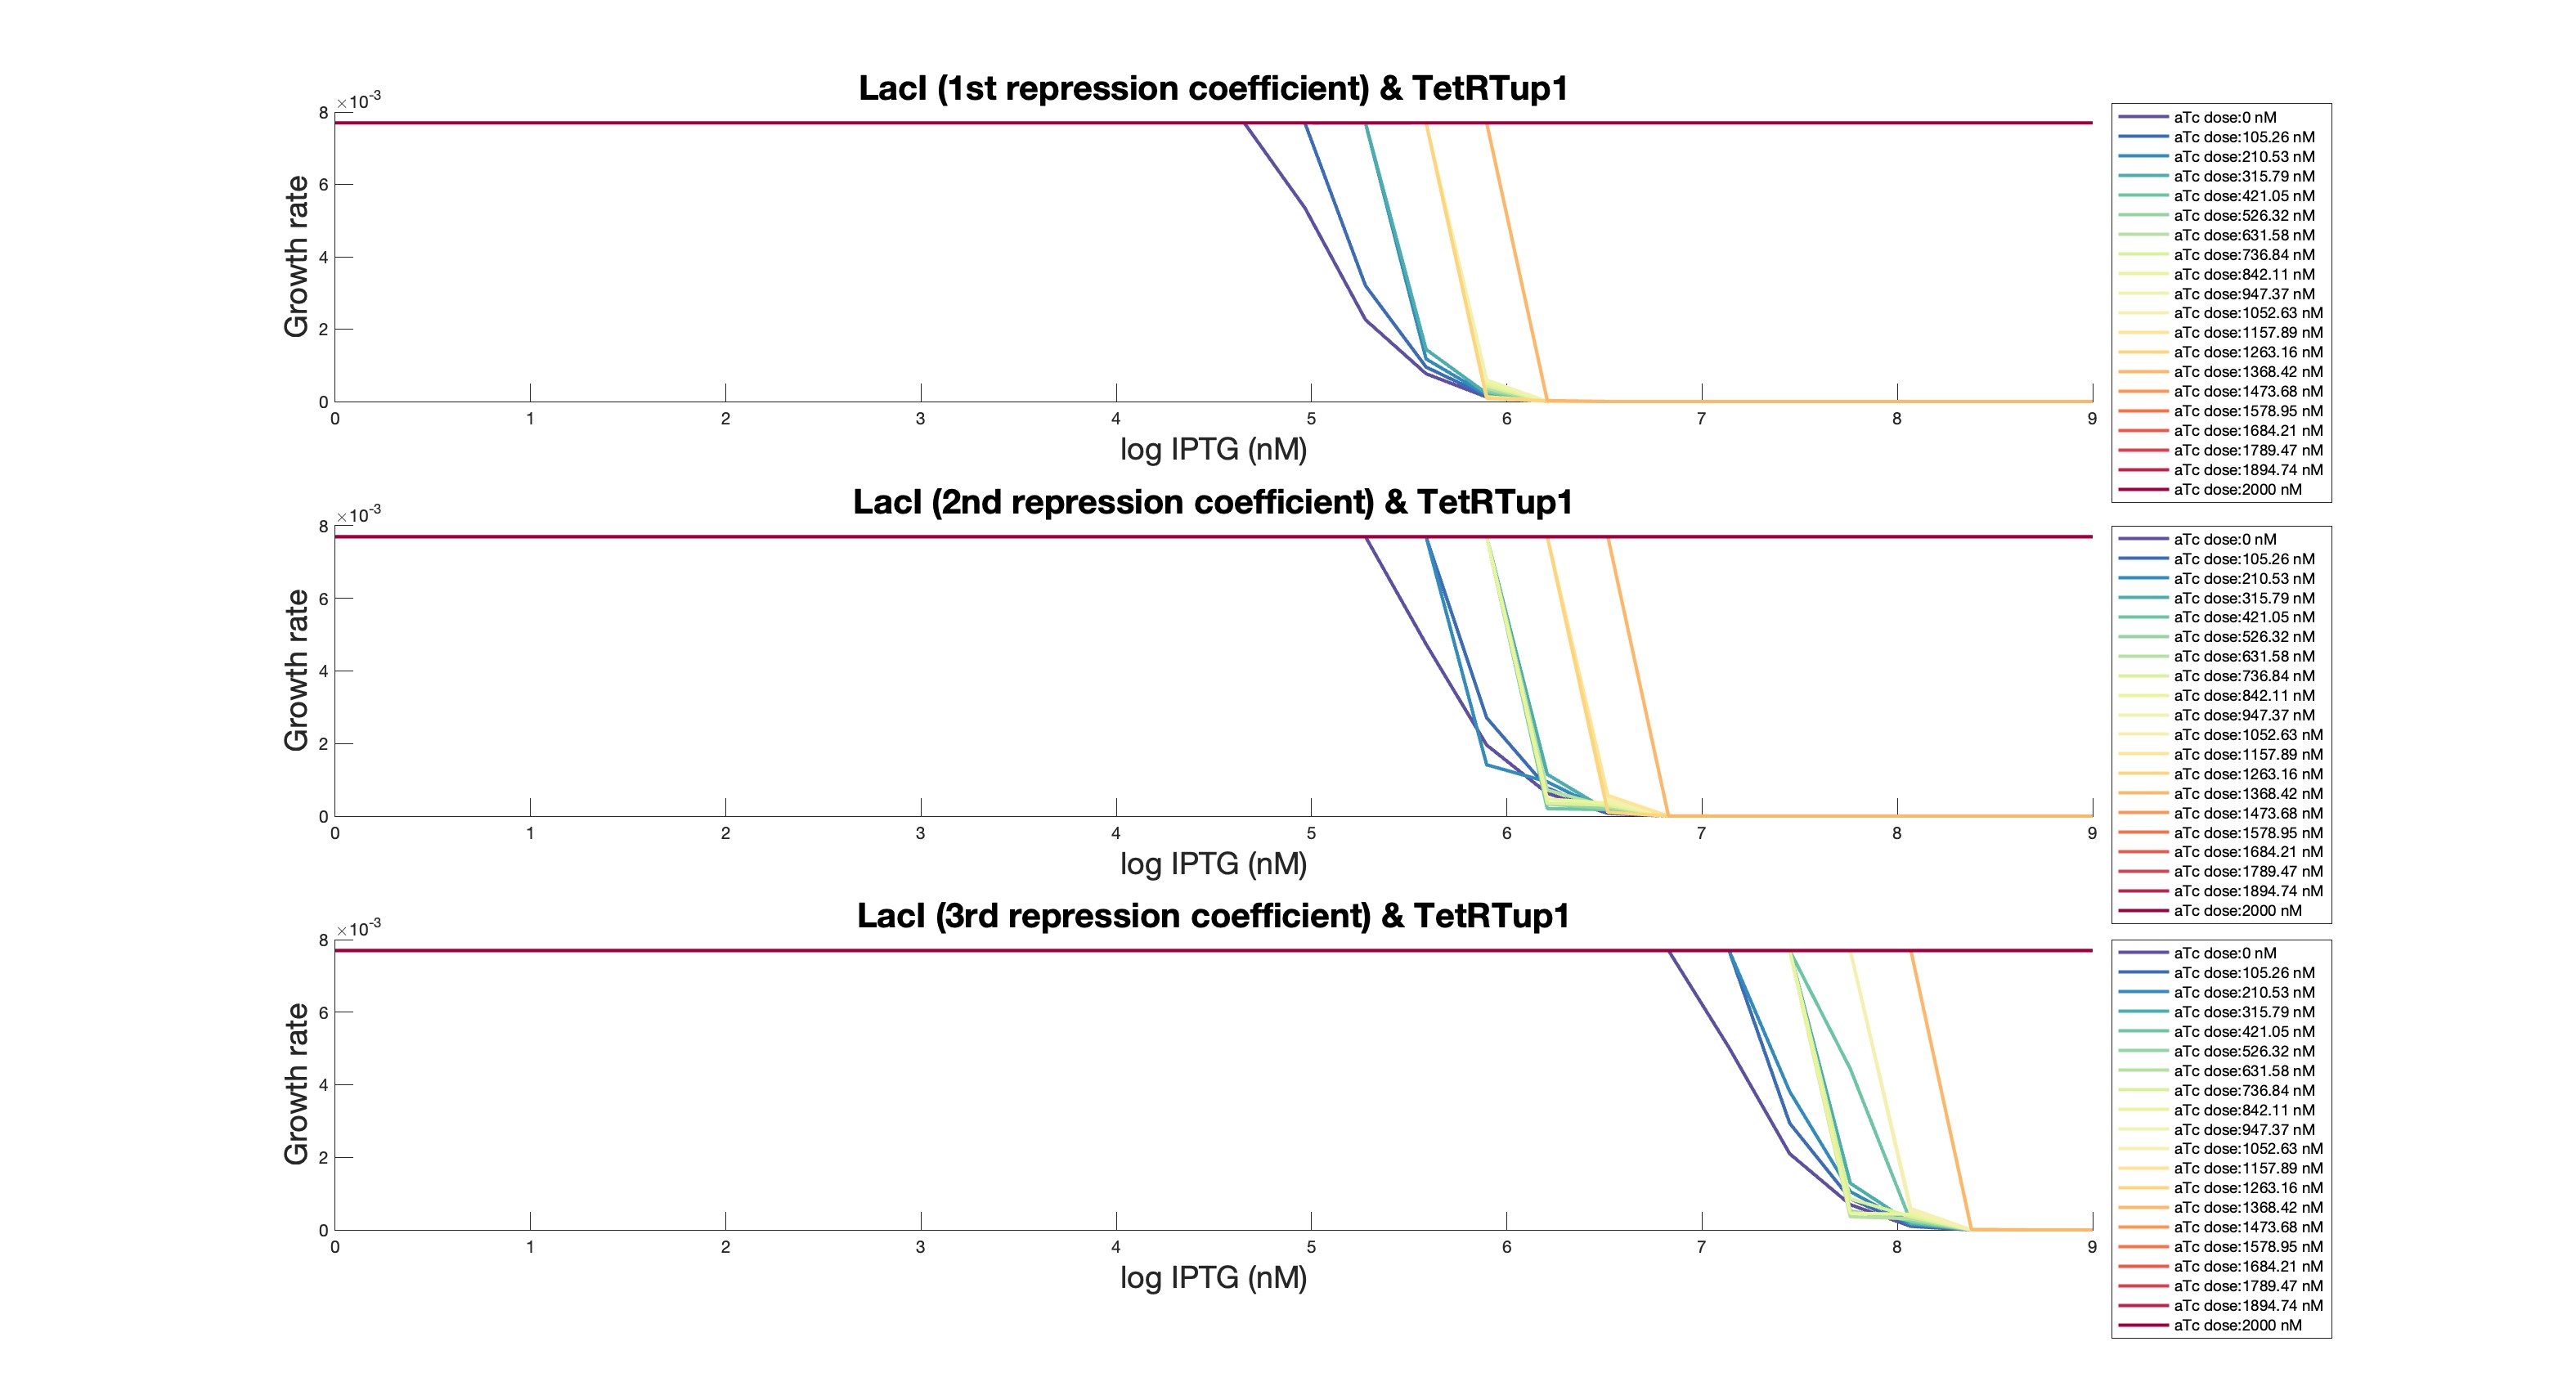 LacI (1st repression coefficient) & TetRTup1
×10-3
8
6
4
2
0
Growth rate
0 1 2 3 4 5 6 7 8 9
log IPTG (nM)
aTc dose:0 nM
aTc dose:105.26 nM
aTc dose:210.53 nM
aTc dose:315.79 nM
aTc dose:421.05 nM
aTc dose:526.32 nM
aTc dose:631.58 nM
aTc dose:736.84 nM
aTc dose:842.11 nM
aTc dose:947.37 nM
aTc dose:1052.63 nM
aTc dose:1157.89 nM
aTc dose:1263.16 nM
aTc dose:1368.42 nM
aTc dose:1473.68 nM
aTc dose:1578.95 nM
aTc dose:1684.21 nM
aTc dose:1789.47 nM
aTc dose:1894.74 nM
aTc dose:2000 nM
LacI (2nd repression coefficient) & TetRTup1
×10-3
8
6
4
2
0
Growth rate
0 1 2 3 4 5 6 7 8 9
log IPTG (nM)
aTc dose:0 nM
aTc dose:105.26 nM
aTc dose:210.53 nM
aTc dose:315.79 nM
aTc dose:421.05 nM
aTc dose:526.32 nM
aTc dose:631.58 nM
aTc dose:736.84 nM
aTc dose:842.11 nM
aTc dose:947.37 nM
aTc dose:1052.63 nM
aTc dose:1157.89 nM
aTc dose:1263.16 nM
aTc dose:1368.42 nM
aTc dose:1473.68 nM
aTc dose:1578.95 nM
aTc dose:1684.21 nM
aTc dose:1789.47 nM
aTc dose:1894.74 nM
aTc dose:2000 nM
LacI (3rd repression coefficient) & TetRTup1
×10-3
8
6
4
2
0
Growth rate
0 1 2 3 4 5 6 7 8 9
log IPTG (nM)
aTc dose:0 nM
aTc dose:105.26 nM
aTc dose:210.53 nM
aTc dose:315.79 nM
aTc dose:421.05 nM
aTc dose:526.32 nM
aTc dose:631.58 nM
aTc dose:736.84 nM
aTc dose:842.11 nM
aTc dose:947.37 nM
aTc dose:1052.63 nM
aTc dose:1157.89 nM
aTc dose:1263.16 nM
aTc dose:1368.42 nM
aTc dose:1473.68 nM
aTc dose:1578.95 nM
aTc dose:1684.21 nM
aTc dose:1789.47 nM
aTc dose:1894.74 nM
aTc dose:2000 nM